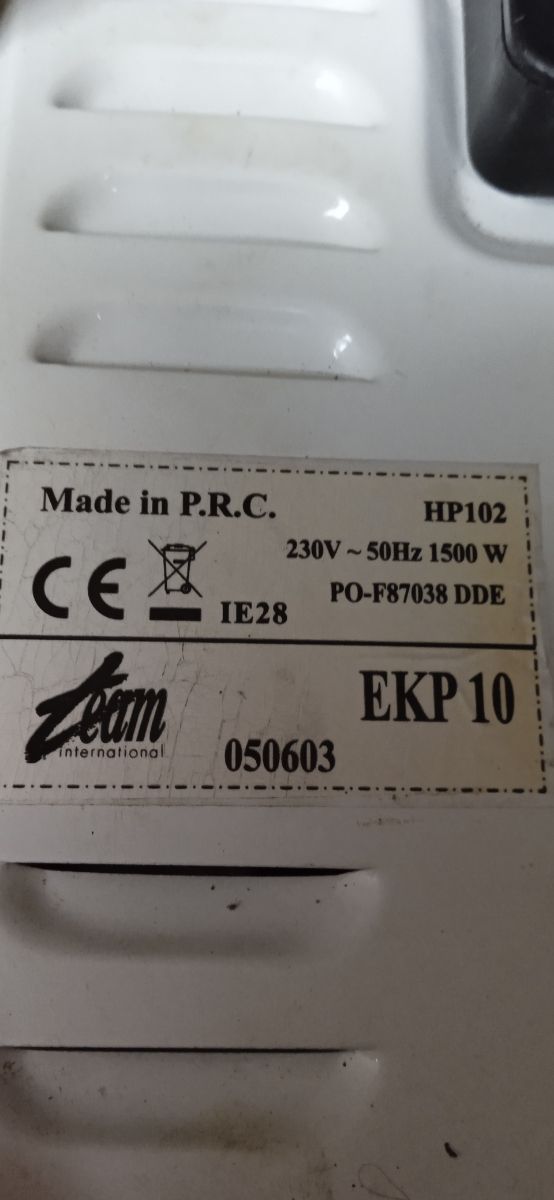 Made in P.R.C.
HP102
230V ~ 50Hz 1500 W
CE
IE28
PO-F87038 DDE
team
international
050603
EKP 10